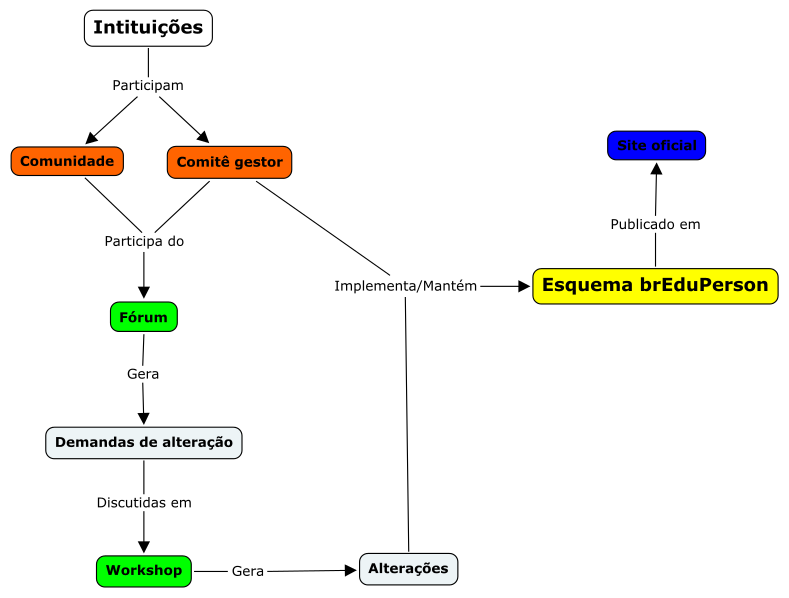 Intituições
Participam
Comunidade
Comitê gestor
Site oficial
Publicado em
Participa do
Implementa/Mantém
Esquema brEduPerson
Fórum
Gera
Demandas de alteração
Discutidas em
Workshop
Gera
Alterações